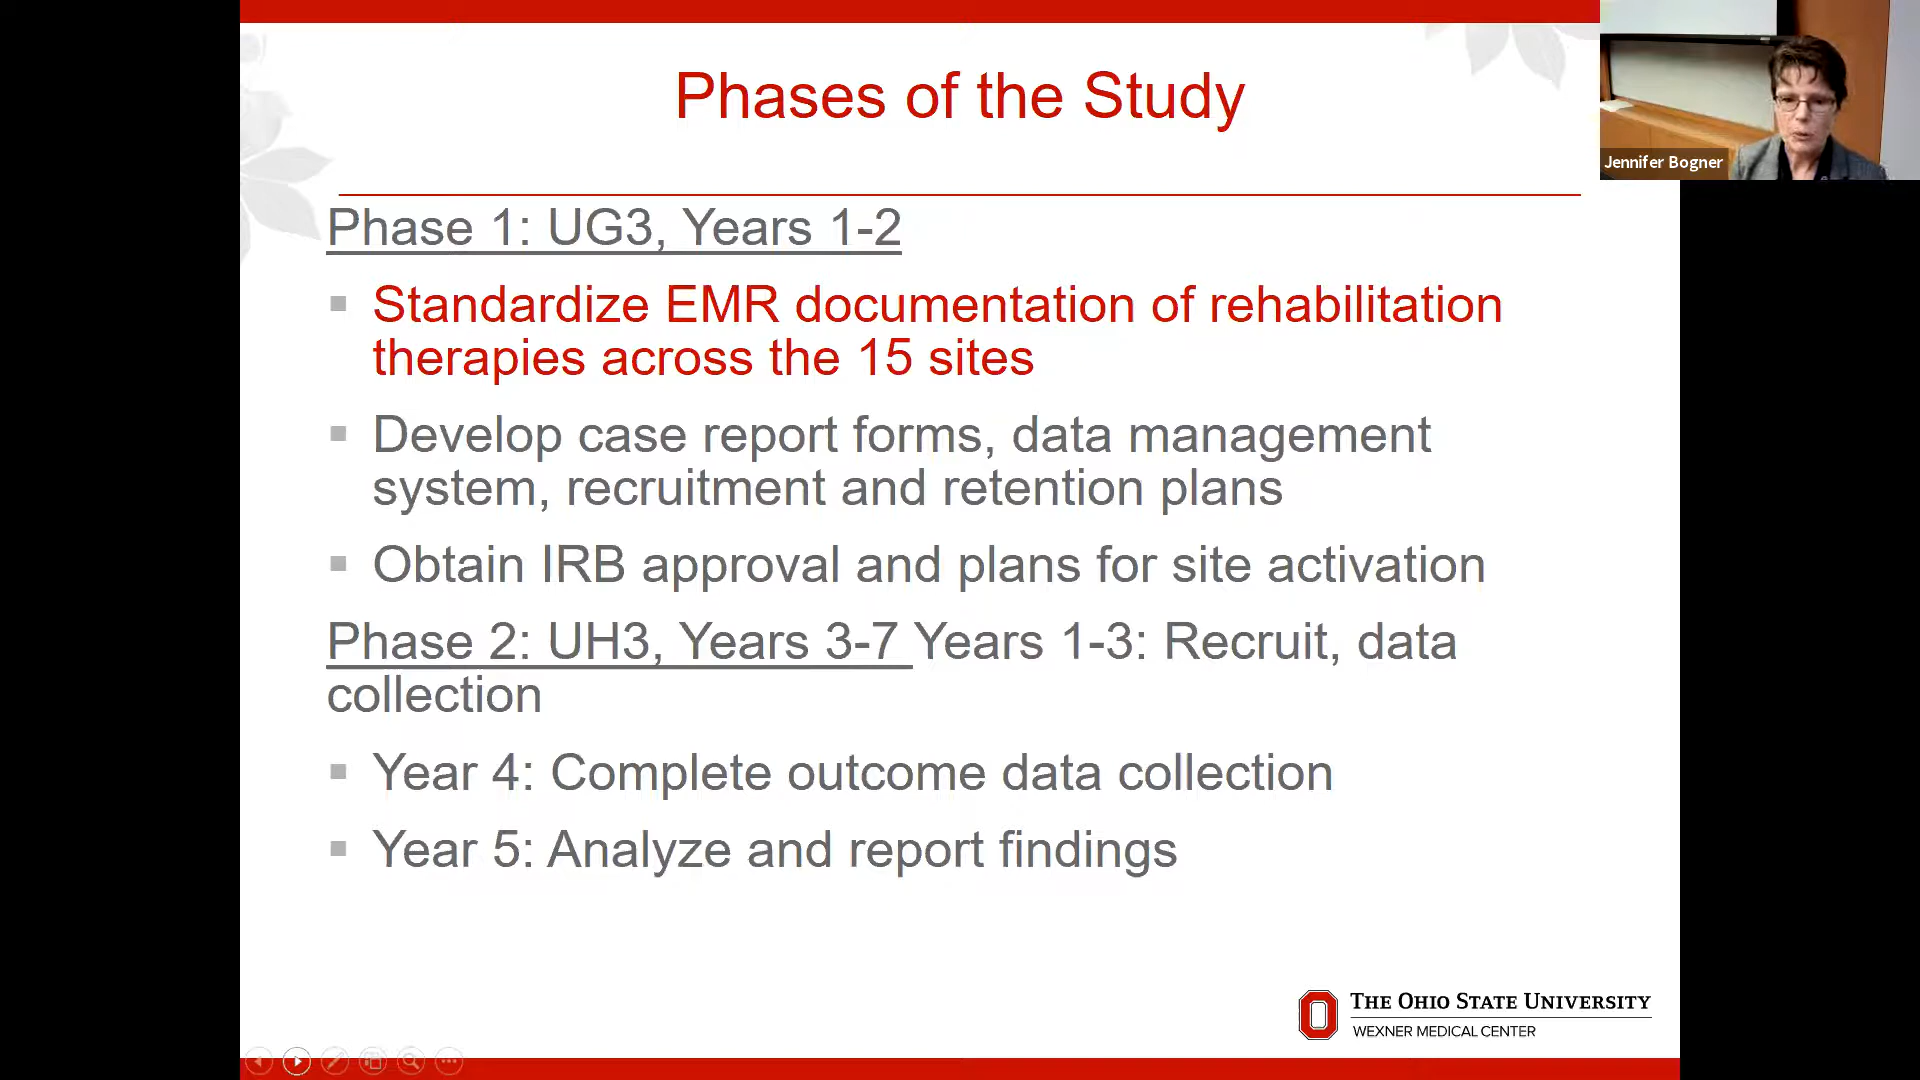 Phases of the Study
Jennifer Bogner
Phase 1: UG3, Years 1-2
Standardize EMR documentation of rehabilitation
therapies across the 15 sites
Develop case report forms, data management
system, recruitment and retention plans
Obtain IRB approval and plans for site activation
Phase 2: UH3, Years 3-7 Years 1-3: Recruit, data
collection
Year 4: Complete outcome data collection
Year 5: Analyze and report findings
THE OHIO STATE UNIVERSITY
WEXNER MEDICAL CENTER